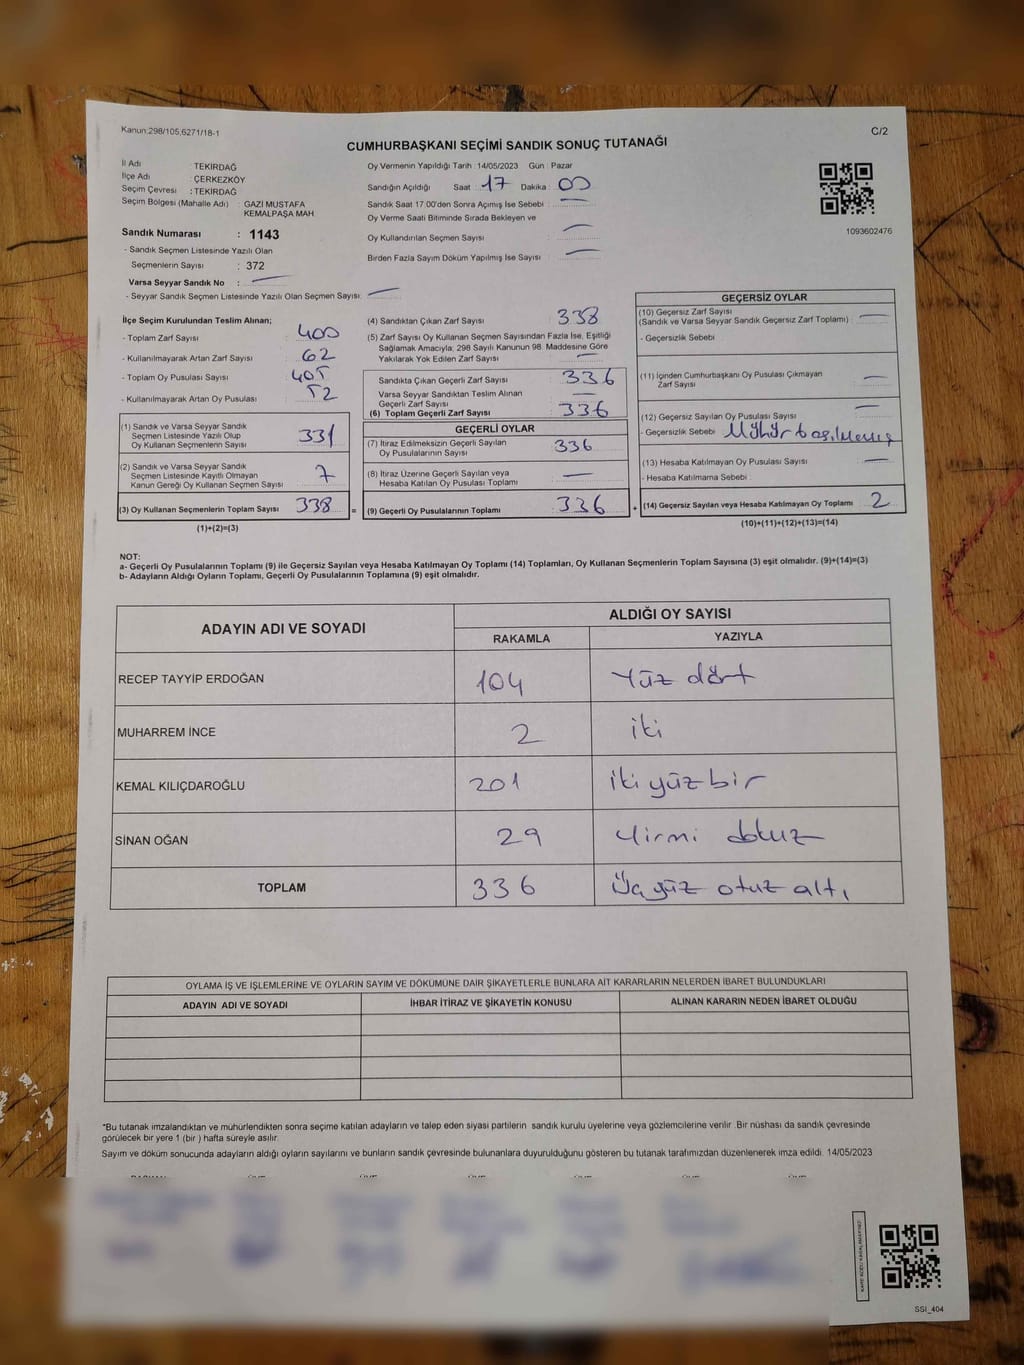 Kanun:298/105,6271/18-1
C/2
CUMHURBAŞKANI SEÇİMİ SANDIK SONUÇ TUTANAĞI
İl Adı : TEKİRDAĞ
İlçe Adı : ÇERKEZKÖY
Seçim Çevresi : TEKİRDAĞ
Seçim Bölgesi (Mahalle Adı) : GAZİ MUSTAFA
KEMALPAŞA MAH.
Sandık Numarası : 1143
- Sandık Seçmen Listesinde Yazılı Olan
Seçmenlerin Sayısı : 372
Varsa Seyyar Sandık No :
- Seyyar Sandık Seçmen Listesinde Yazılı Olan Seçmen Sayısı:
Oy Vermenin Yapıldığı Tarih : 14/05/2023 Gün : Pazar
Sandığın Açıldığı Saat : 17 Dakika : 00
Sandık Saat 17.00'den Sonra Açımış İse Sebebi :
Oy Verme Saati Bitiminde Sırada Bekleyen ve
Oy Kullandırılan Seçmen Sayısı
Birden Fazla Sayım Döküm Yapılmış İse Sayısı :
1093602476
İlçe Seçim Kurulundan Teslim Alınan;
- Toplam Zarf Sayısı : 400
- Kullanılmayarak Artan Zarf Sayısı : 62
- Toplam Oy Pusulası Sayısı : 405
- Kullanılmayarak Artan Oy Pusulası : 52
(1) Sandık ve Varsa Seyyar Sandık
Seçmen Listesinde Yazılı Olup
Oy Kullanan Seçmenlerin Sayısı 331
(2) Sandık ve Varsa Seyyar Sandık
Seçmen Listesinde Kayıtlı Olmayan
Kanun Gereği Oy Kullanan Seçmen Sayısı 7
(3) Oy Kullanan Seçmenlerin Toplam Sayısı 338 =
(1)+(2)=(3)
(4) Sandıktan Çıkan Zarf Sayısı : 338
(5) Zarf Sayısı Oy Kullanan Seçmen Sayısından Fazla İse, Eşitliği
Sağlamak Amacıyla, 298 Sayılı Kanunun 98. Maddesine Göre
Yakılarak Yok Edilen Zarf Sayısı :
Sandıkta Çıkan Geçerli Zarf Sayısı : 336
Varsa Seyyar Sandıktan Teslim Alınan
Geçerli Zarf Sayısı :
(6) Toplam Geçerli Zarf Sayısı : 336
GEÇERLİ OYLAR
(7) İtiraz Edilmeksizin Geçerli Sayılan
Oy Pusulalarının Sayısı : 336
(8) İtiraz Üzerine Geçerli Sayılan veya
Hesaba Katılan Oy Pusulası Toplamı :
(9) Geçerli Oy Pusulalarının Toplamı : 336 +
GEÇERSİZ OYLAR
(10) Geçersiz Zarf Sayısı
(Sandık ve Varsa Seyyar Sandık Geçersiz Zarf Toplamı) :
- Geçersizlik Sebebi :
(11) İçinden Cumhurbaşkanı Oy Pusulası Çıkmayan
Zarf Sayısı :
(12) Geçersiz Sayılan Oy Pusulası Sayısı :
- Geçersizlik Sebebi : Mühür basılmamış
(13) Hesaba Katılmayan Oy Pusulası Sayısı :
- Hesaba Katılmama Sebebi :
(14) Geçersiz Sayılan veya Hesaba Katılmayan Oy Toplamı : 2
(10)+(11)+(12)+(13)=(14)
NOT:
a- Geçerli Oy Pusulalarının Toplamı (9) ile Geçersiz Sayılan veya Hesaba Katılmayan Oy Toplamı (14) Toplamları, Oy Kullanan Seçmenlerin Toplam Sayısına (3) eşit olmalıdır. (9)+(14)=(3)
b- Adayların Aldığı Oyların Toplamı, Geçerli Oy Pusulalarının Toplamına (9) eşit olmalıdır.
ADAYIN ADI VE SOYADI
ALDIĞI OY SAYISI
RAKAMLA YAZIYLA
RECEP TAYYİP ERDOĞAN 104 Yüz dört
MUHARREM İNCE 2 iki
KEMAL KILIÇDAROĞLU 201 iki yüz bir
SİNAN OĞAN 29 Yirmi dokuz
TOPLAM 336 Üç yüz otuz altı
OYLAMA İŞ VE İŞLEMLERİNE VE OYLARIN SAYIM VE DÖKÜMÜNE DAİR ŞİKAYETLERLE BUNLARA AİT KARARLARIN NELERDEN İBARET BULUNDUKLARI
ADAYIN ADI VE SOYADI İHBAR İTİRAZ VE ŞİKAYETİN KONUSU ALINAN KARARIN NEDEN İBARET OLDUĞU
*Bu tutanak imzalandıktan ve mühürlendikten sonra seçime katılan adayların ve talep eden siyasi partilerin sandık kurulu üyelerine veya gözlemcilerine verilir .Bir nüshası da sandık çevresinde
görülecek bir yere 1 (bir ) hafta süreyle asılır.
Sayım ve döküm sonucunda adayların aldığı oyların sayılarını ve bunların sandık çevresinde bulunanlara duyurulduğunu gösteren bu tutanak tarafımızdan düzenlenerek imza edildi. 14/05/2023
SSI_404